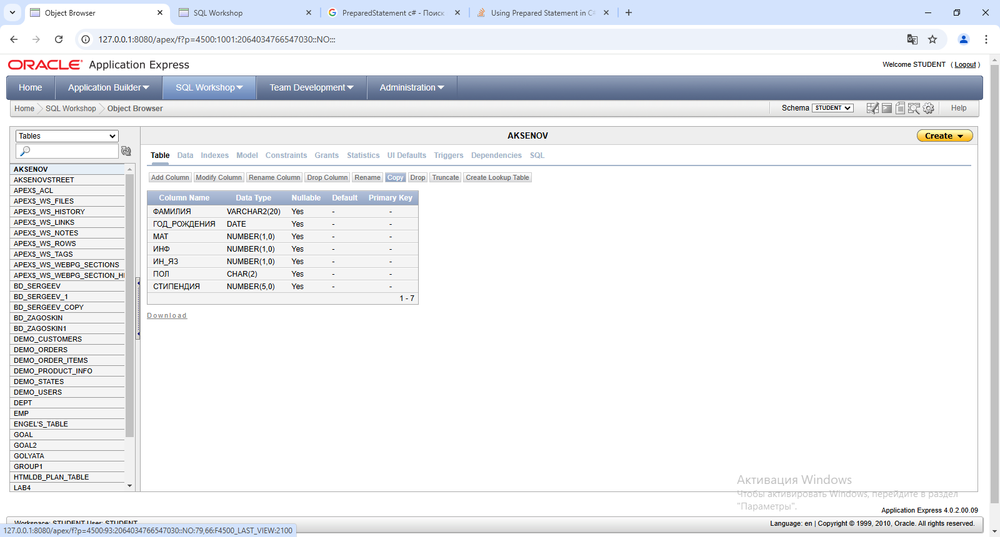 Object Browser
SQL Workshop
PreparedStatement c# - Поиск
Using Prepared Statement in C#
127.0.0.1:8080/apex/f?p=4500:1001:2064034766547030::NO:::
ORACLE Application Express
Welcome STUDENT ( Logout )
Home Application Builder SQL Workshop Team Development Administration
Home SQL Workshop Object Browser
Schema STUDENT Help
Tables
AKSENOV
Create
Table Data Indexes Model Constraints Grants Statistics UI Defaults Triggers Dependencies SQL
Add Column Modify Column Rename Column Drop Column Rename Copy Drop Truncate Create Lookup Table
Column Name Data Type Nullable Default Primary Key
ФАМИЛИЯ VARCHAR2(20) Yes - -
ГОД_РОЖДЕНИЯ DATE Yes - -
МАТ NUMBER(1,0) Yes - -
ИНФ NUMBER(1,0) Yes - -
ИН_ЯЗ NUMBER(1,0) Yes - -
ПОЛ CHAR(2) Yes - -
СТИПЕНДИЯ NUMBER(5,0) Yes - -
1 - 7
Download
AKSENOV
AKSENOVSTREET
APEX$_ACL
APEX$_WS_FILES
APEX$_WS_HISTORY
APEX$_WS_LINKS
APEX$_WS_NOTES
APEX$_WS_ROWS
APEX$_WS_TAGS
APEX$_WS_WEBPG_SECTIONS
APEX$_WS_WEBPG_SECTION_HI
BD_SERGEEV
BD_SERGEEV_1
BD_SERGEEV_COPY
BD_ZAGOSKIN
BD_ZAGOSKIN1
DEMO_CUSTOMERS
DEMO_ORDERS
DEMO_ORDER_ITEMS
DEMO_PRODUCT_INFO
DEMO_STATES
DEMO_USERS
DEPT
EMP
ENGEL'S_TABLE
GOAL
GOAL2
GOLYATA
GROUP1
HTMLDB_PLAN_TABLE
LAB4
Активация Windows
Чтобы активировать Windows, перейдите в раздел
"Параметры".
Application Express 4.0.2.00.09
Workspace: STUDENT User: STUDENT
Language: en | Copyright © 1999, 2010, Oracle. All rights reserved.
127.0.0.1:8080/apex/f?p=4500:93:2064034766547030::NO:79,66:F4500_LAST_VIEW:2100